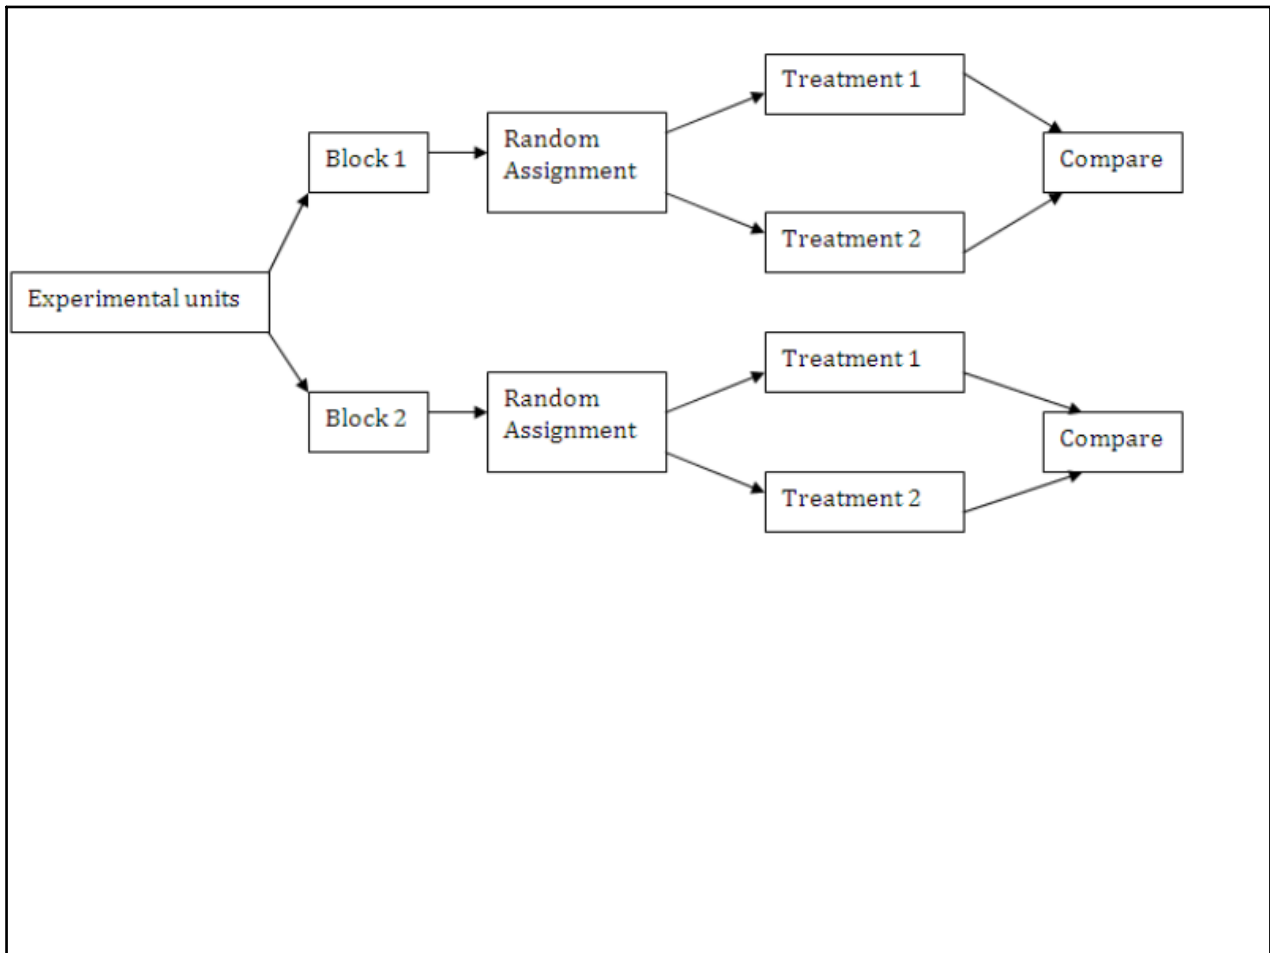 Experimental units
Block 1
Random
Assignment
Treatment 1
Treatment 2
Compare
Block 2
Random
Assignment
Treatment 1
Treatment 2
Compare